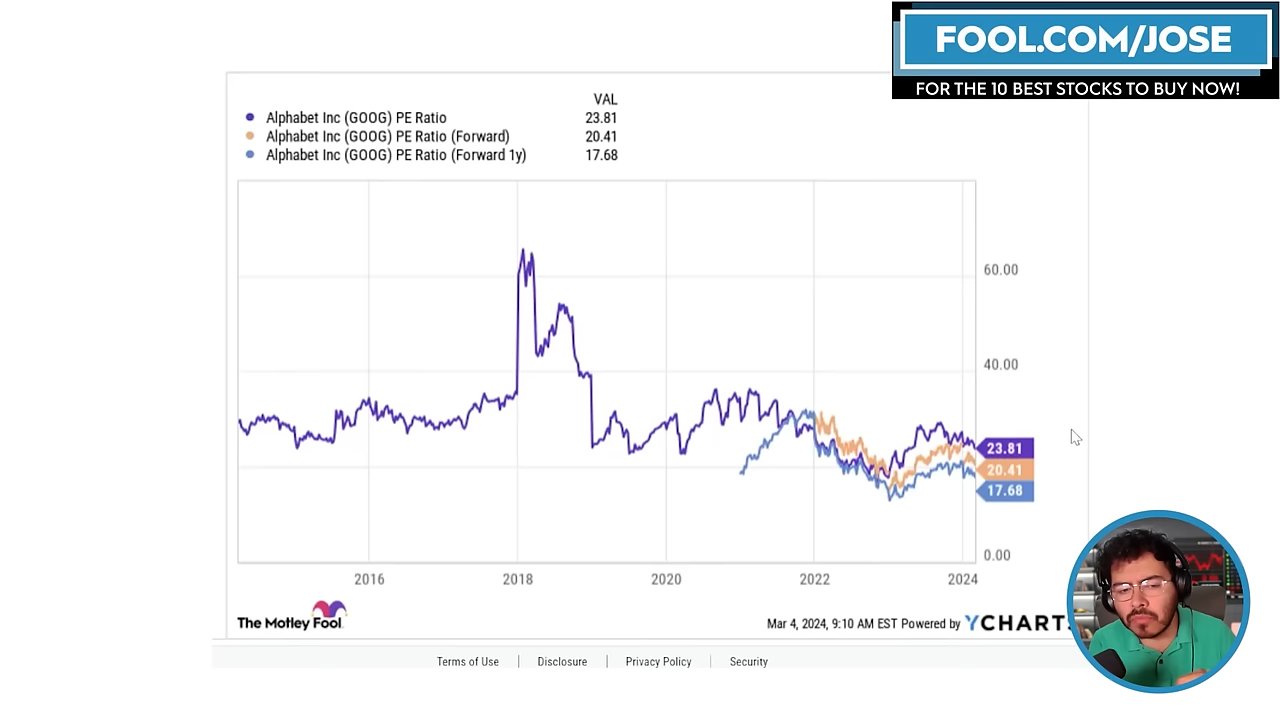 FOOL.COM/JOSE
FOR THE 10 BEST STOCKS TO BUY NOW!
VAL
Alphabet Inc (GOOG) PE Ratio 23.81
Alphabet Inc (GOOG) PE Ratio (Forward) 20.41
Alphabet Inc (GOOG) PE Ratio (Forward 1y) 17.68
60.00
40.00
23.81
20.41
17.68
0.00
2016 2018 2020 2022 2024
The Motley Fool
Mar 4, 2024, 9:10 AM EST Powered by YCHARTS
Terms of Use | Disclosure | Privacy Policy | Security